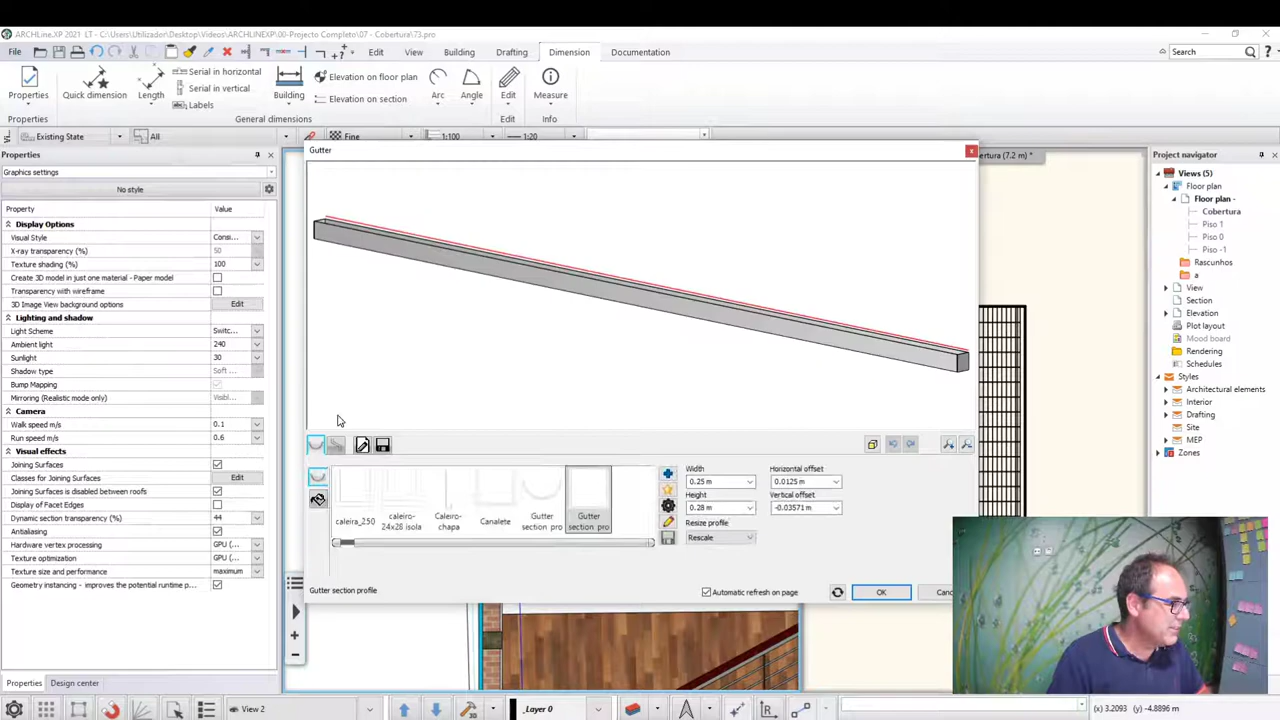 ARCHLine.XP 2021 LT - C:\Users\Utilizador\Desktop\Videos\ARCHLINEXP\00-Projecto Completo\07 - Cobertura\73.pro
File Edit View Building Drafting Dimension Documentation Search
Properties Quick dimension Length Building Arc Angle Edit Measure
Serial in horizontal
Serial in vertical
Labels
Elevation on floor plan
Elevation on section
Properties General dimensions Edit Info
Existing State All Fine 1:100 1:20
Properties
Graphics settings
No style
Property Value
Display Options
Visual Style Consi...
X-ray transparency (%) 50
Texture shading (%) 100
Create 3D model in just one material - Paper model
Transparency with wireframe
3D Image View background options Edit
Lighting and shadow
Light Scheme Switc...
Ambient light 240
Sunlight 30
Shadow type Soft ...
Bump Mapping
Mirroring (Realistic mode only) Visibl...
Camera
Walk speed m/s 0.1
Run speed m/s 0.6
Visual effects
Joining Surfaces
Classes for Joining Surfaces Edit
Joining Surfaces is disabled between roofs
Display of Facet Edges
Dynamic section transparency (%) 44
Antialiasing
Hardware vertex processing GPU (...
Texture optimization GPU (...
Texture size and performance maximum
Geometry instancing - improves the potential runtime p...
Properties Design center
Gutter
caleira_250
caleiro-24x28 isola
Caleiro-chapa
Canalete
Gutter section pro
Gutter section pro
Width
0.25 m
Height
0.28 m
Resize profile
Rescale
Horizontal offset
0.0125 m
Vertical offset
-0.03571 m
Gutter section profile
Automatic refresh on page
OK
Canc
ertura (7.2 m) *
Project navigator
Views (5)
Floor plan
Floor plan -
Cobertura
Piso 1
Piso 0
Piso -1
Rascunhos
a
View
Section
Elevation
Plot layout
Mood board
Rendering
Schedules
Styles
Architectural elements
Interior
Drafting
Site
MEP
Zones
View 2
Layer 0
(x) 3.2093 (y) -4.8896 m